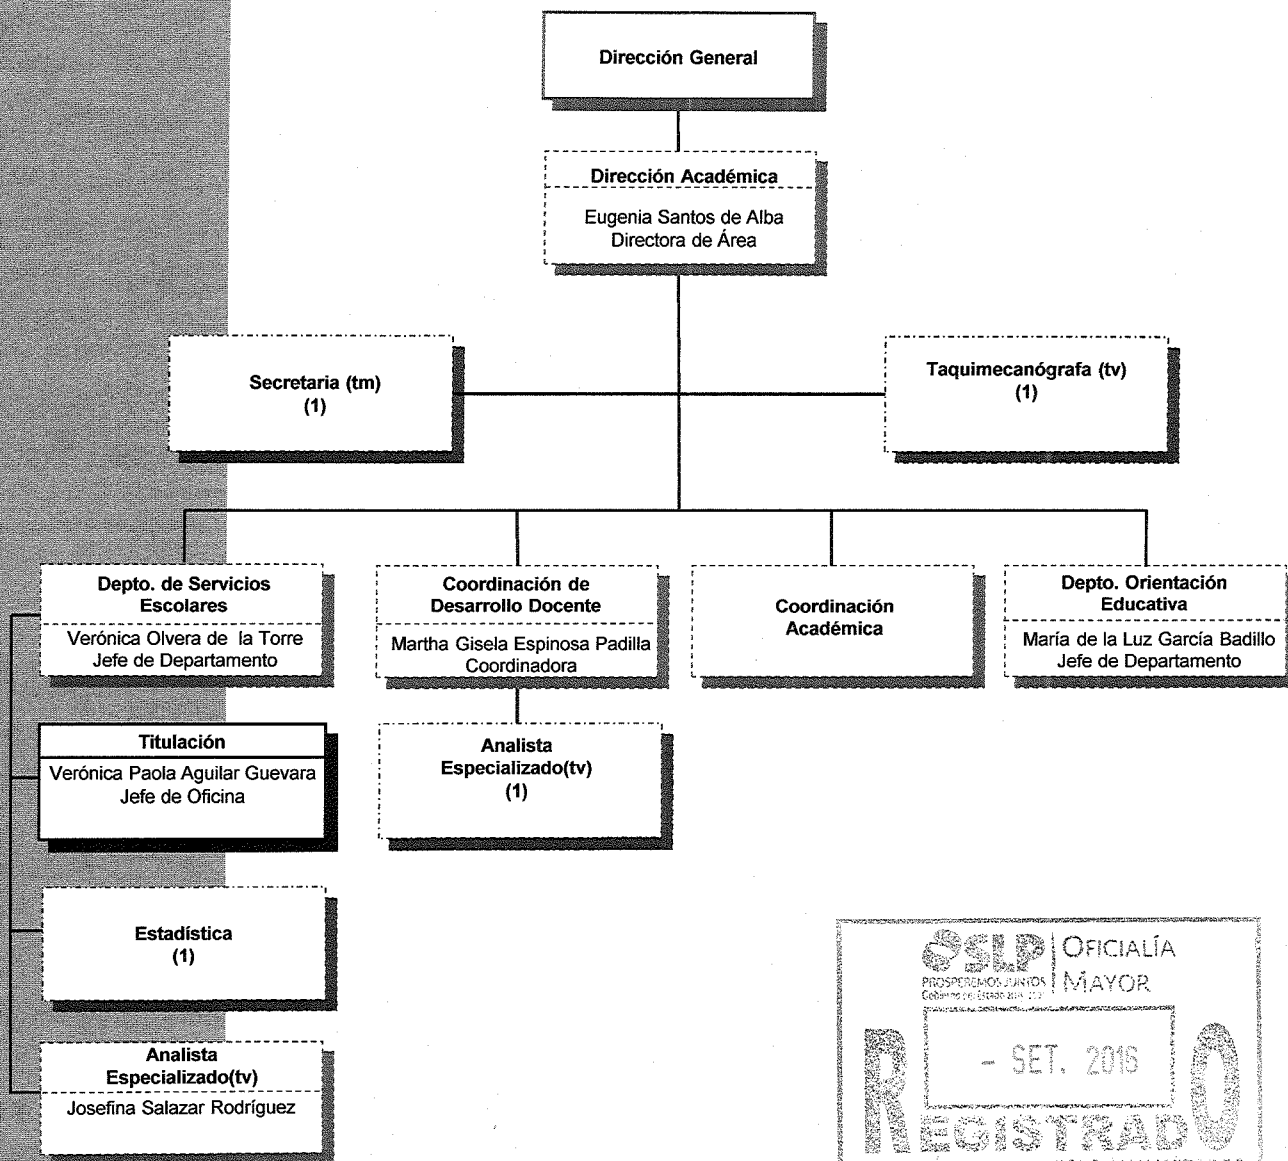 Dirección General
Dirección Académica
Eugenia Santos de Alba
Directora de Área
Secretaria (tm)
(1)
Taquimecanógrafa (tv)
(1)
Depto. de Servicios
Escolares
Verónica Olvera de la Torre
Jefe de Departamento
Coordinación de
Desarrollo Docente
Martha Gisela Espinosa Padilla
Coordinadora
Coordinación
Académica
Depto. Orientación
Educativa
María de la Luz García Badillo
Jefe de Departamento
Titulación
Verónica Paola Aguilar Guevara
Jefe de Oficina
Analista
Especializado(tv)
(1)
Estadística
(1)
Analista
Especializado(tv)
Josefina Salazar Rodríguez
SLP
PROSPEREMOS JUNTOS
OFICIALÍA
MAYOR
- SET. 2016
REGISTRADO